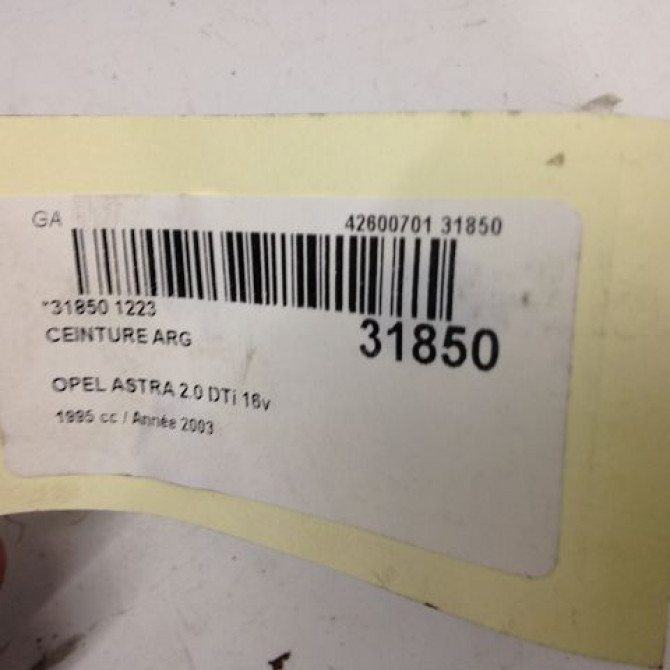 GA 42600701 31850
*31850 1223
31850
CEINTURE ARG
OPEL ASTRA 2.0 DTi 16v
1995 cc / Année 2003